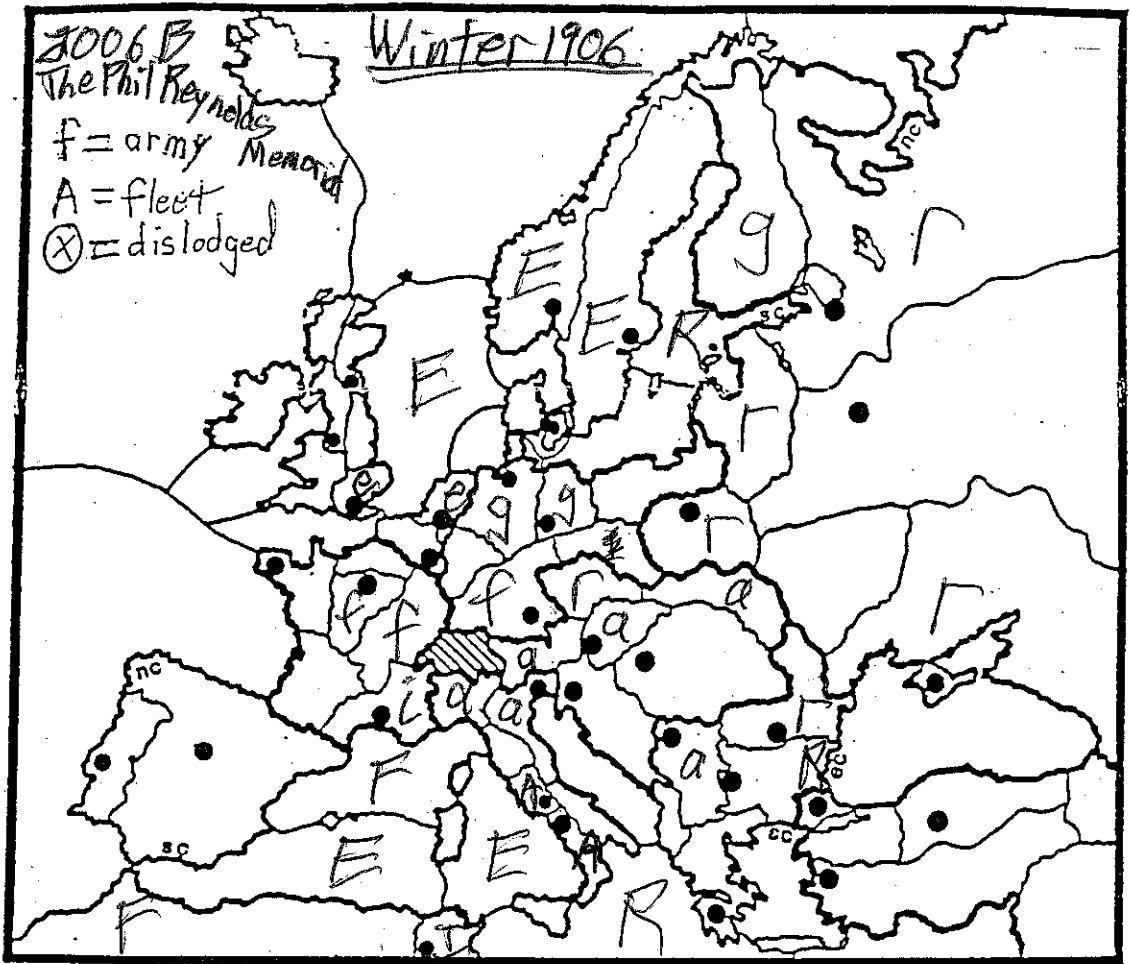 2006 B
Winter 1906
The Phil Reynolds
Memorial
f = army
A = fleet
X = dislodged
nc
g
r
E
E
R
sc
E
r
e
e
g
g
r
f
f
f
r
a
a
a
nc
i
a
a
r
a
R
ec
F
A
sc
sc
E
E
A
F
I
R
r